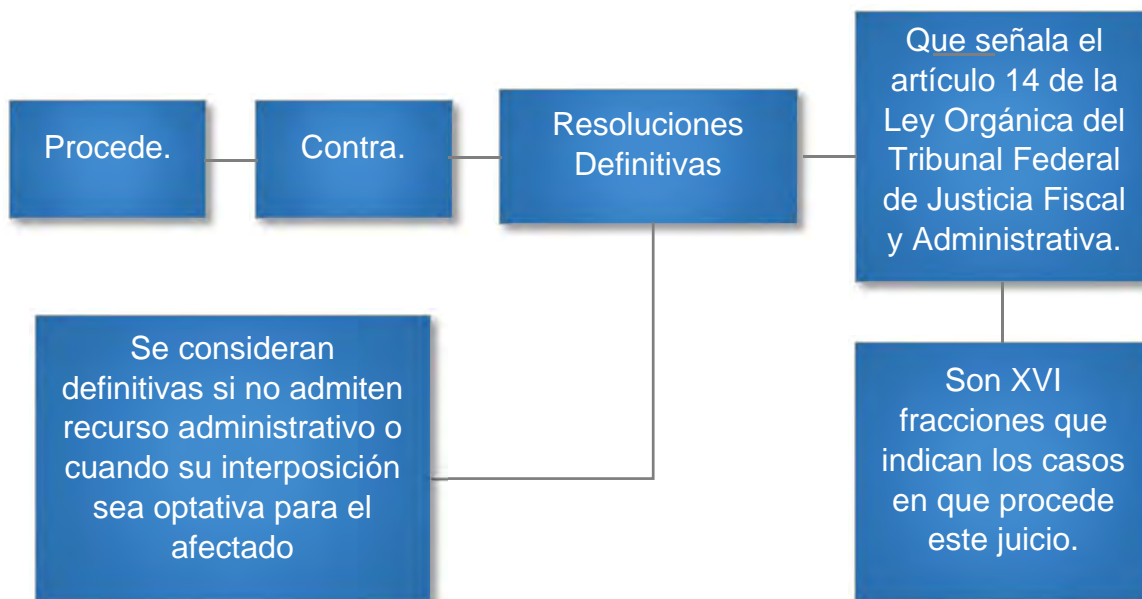 Procede.
Contra.
Resoluciones
Definitivas
Que señala el
artículo 14 de la
Ley Orgánica del
Tribunal Federal
de Justicia Fiscal
y Administrativa.
Se consideran
definitivas si no admiten
recurso administrativo o
cuando su interposición
sea optativa para el
afectado
Son XVI
fracciones que
indican los casos
en que procede
este juicio.